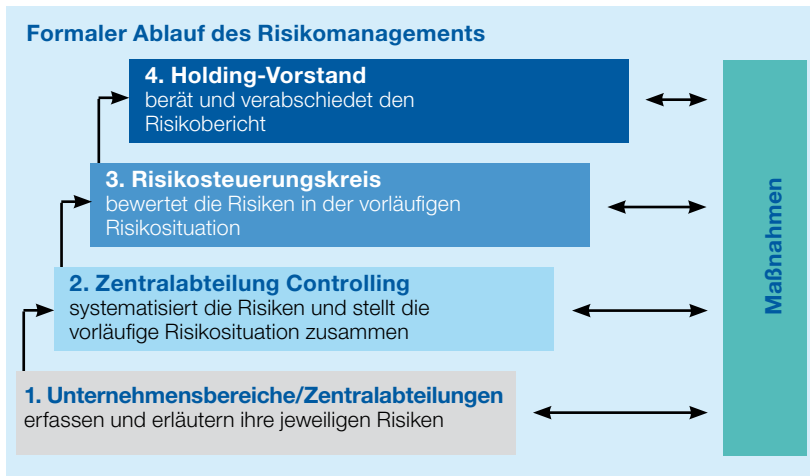 Formaler Ablauf des Risikomanagements
4. Holding-Vorstand
berät und verabschiedet den
Risikobericht
3. Risikosteuerungskreis
bewertet die Risiken in der vorläufigen
Risikosituation
2. Zentralabteilung Controlling
systematisiert die Risiken und stellt die
vorläufige Risikosituation zusammen
1. Unternehmensbereiche/Zentralabteilungen
erfassen und erläutern ihre jeweiligen Risiken
Maßnahmen